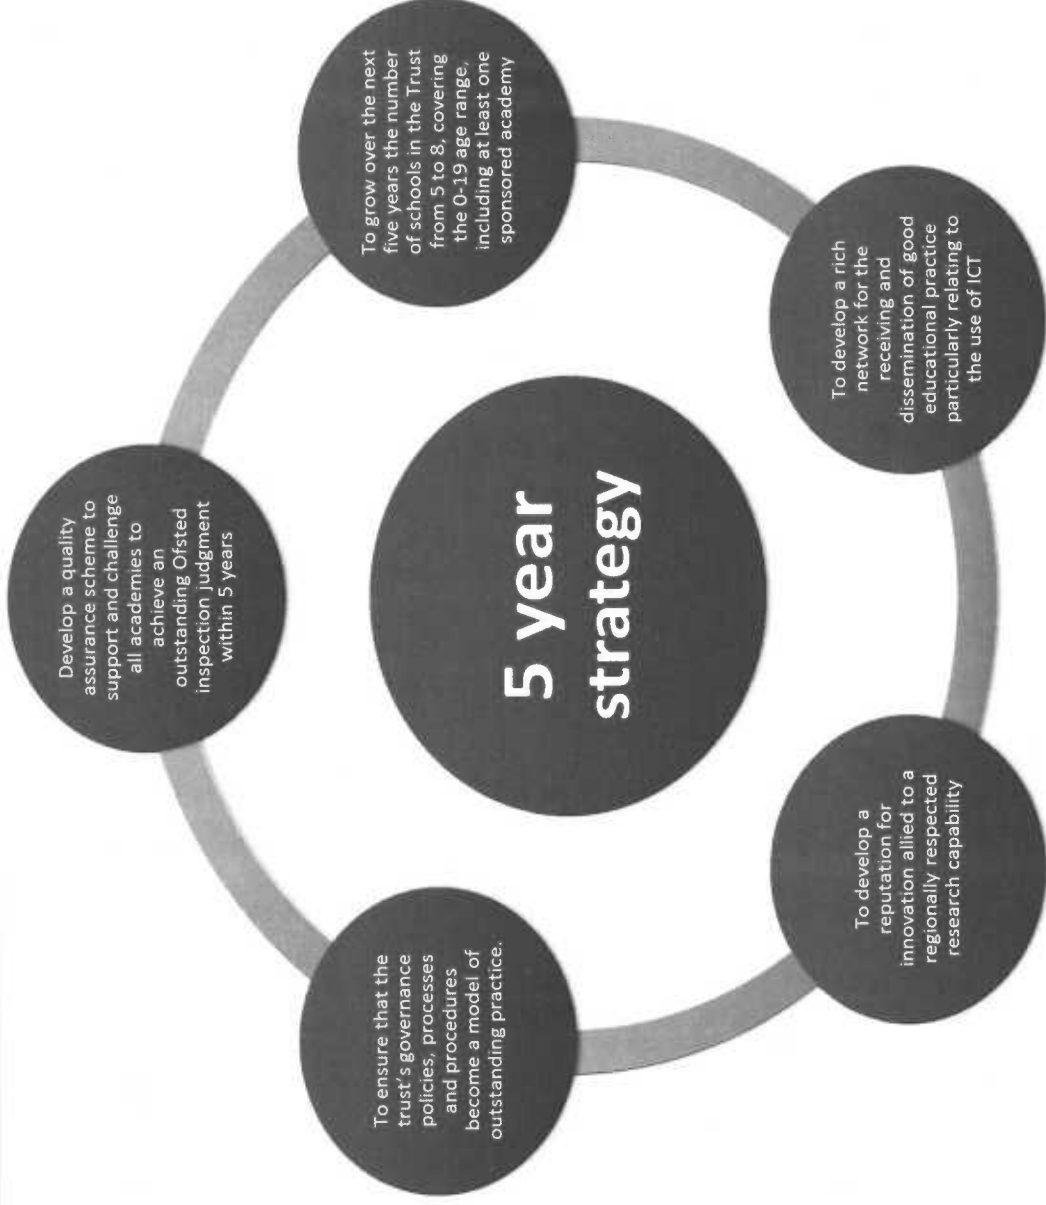 5 year
strategy
Develop a quality
assurance scheme to
support and challenge
all academies to
achieve an
outstanding Ofsted
inspection judgment
within 5 years
To grow over the next
five years the number
of schools in the Trust
from 5 to 8, covering
the 0-19 age range,
including at least one
sponsored academy
To develop a rich
network for the
receiving and
dissemination of good
educational practice
particularly relating to
the use of ICT
To develop a
reputation for
innovation allied to a
regionally respected
research capability
To ensure that the
trust's governance
policies, processes
and procedures
become a model of
outstanding practice.